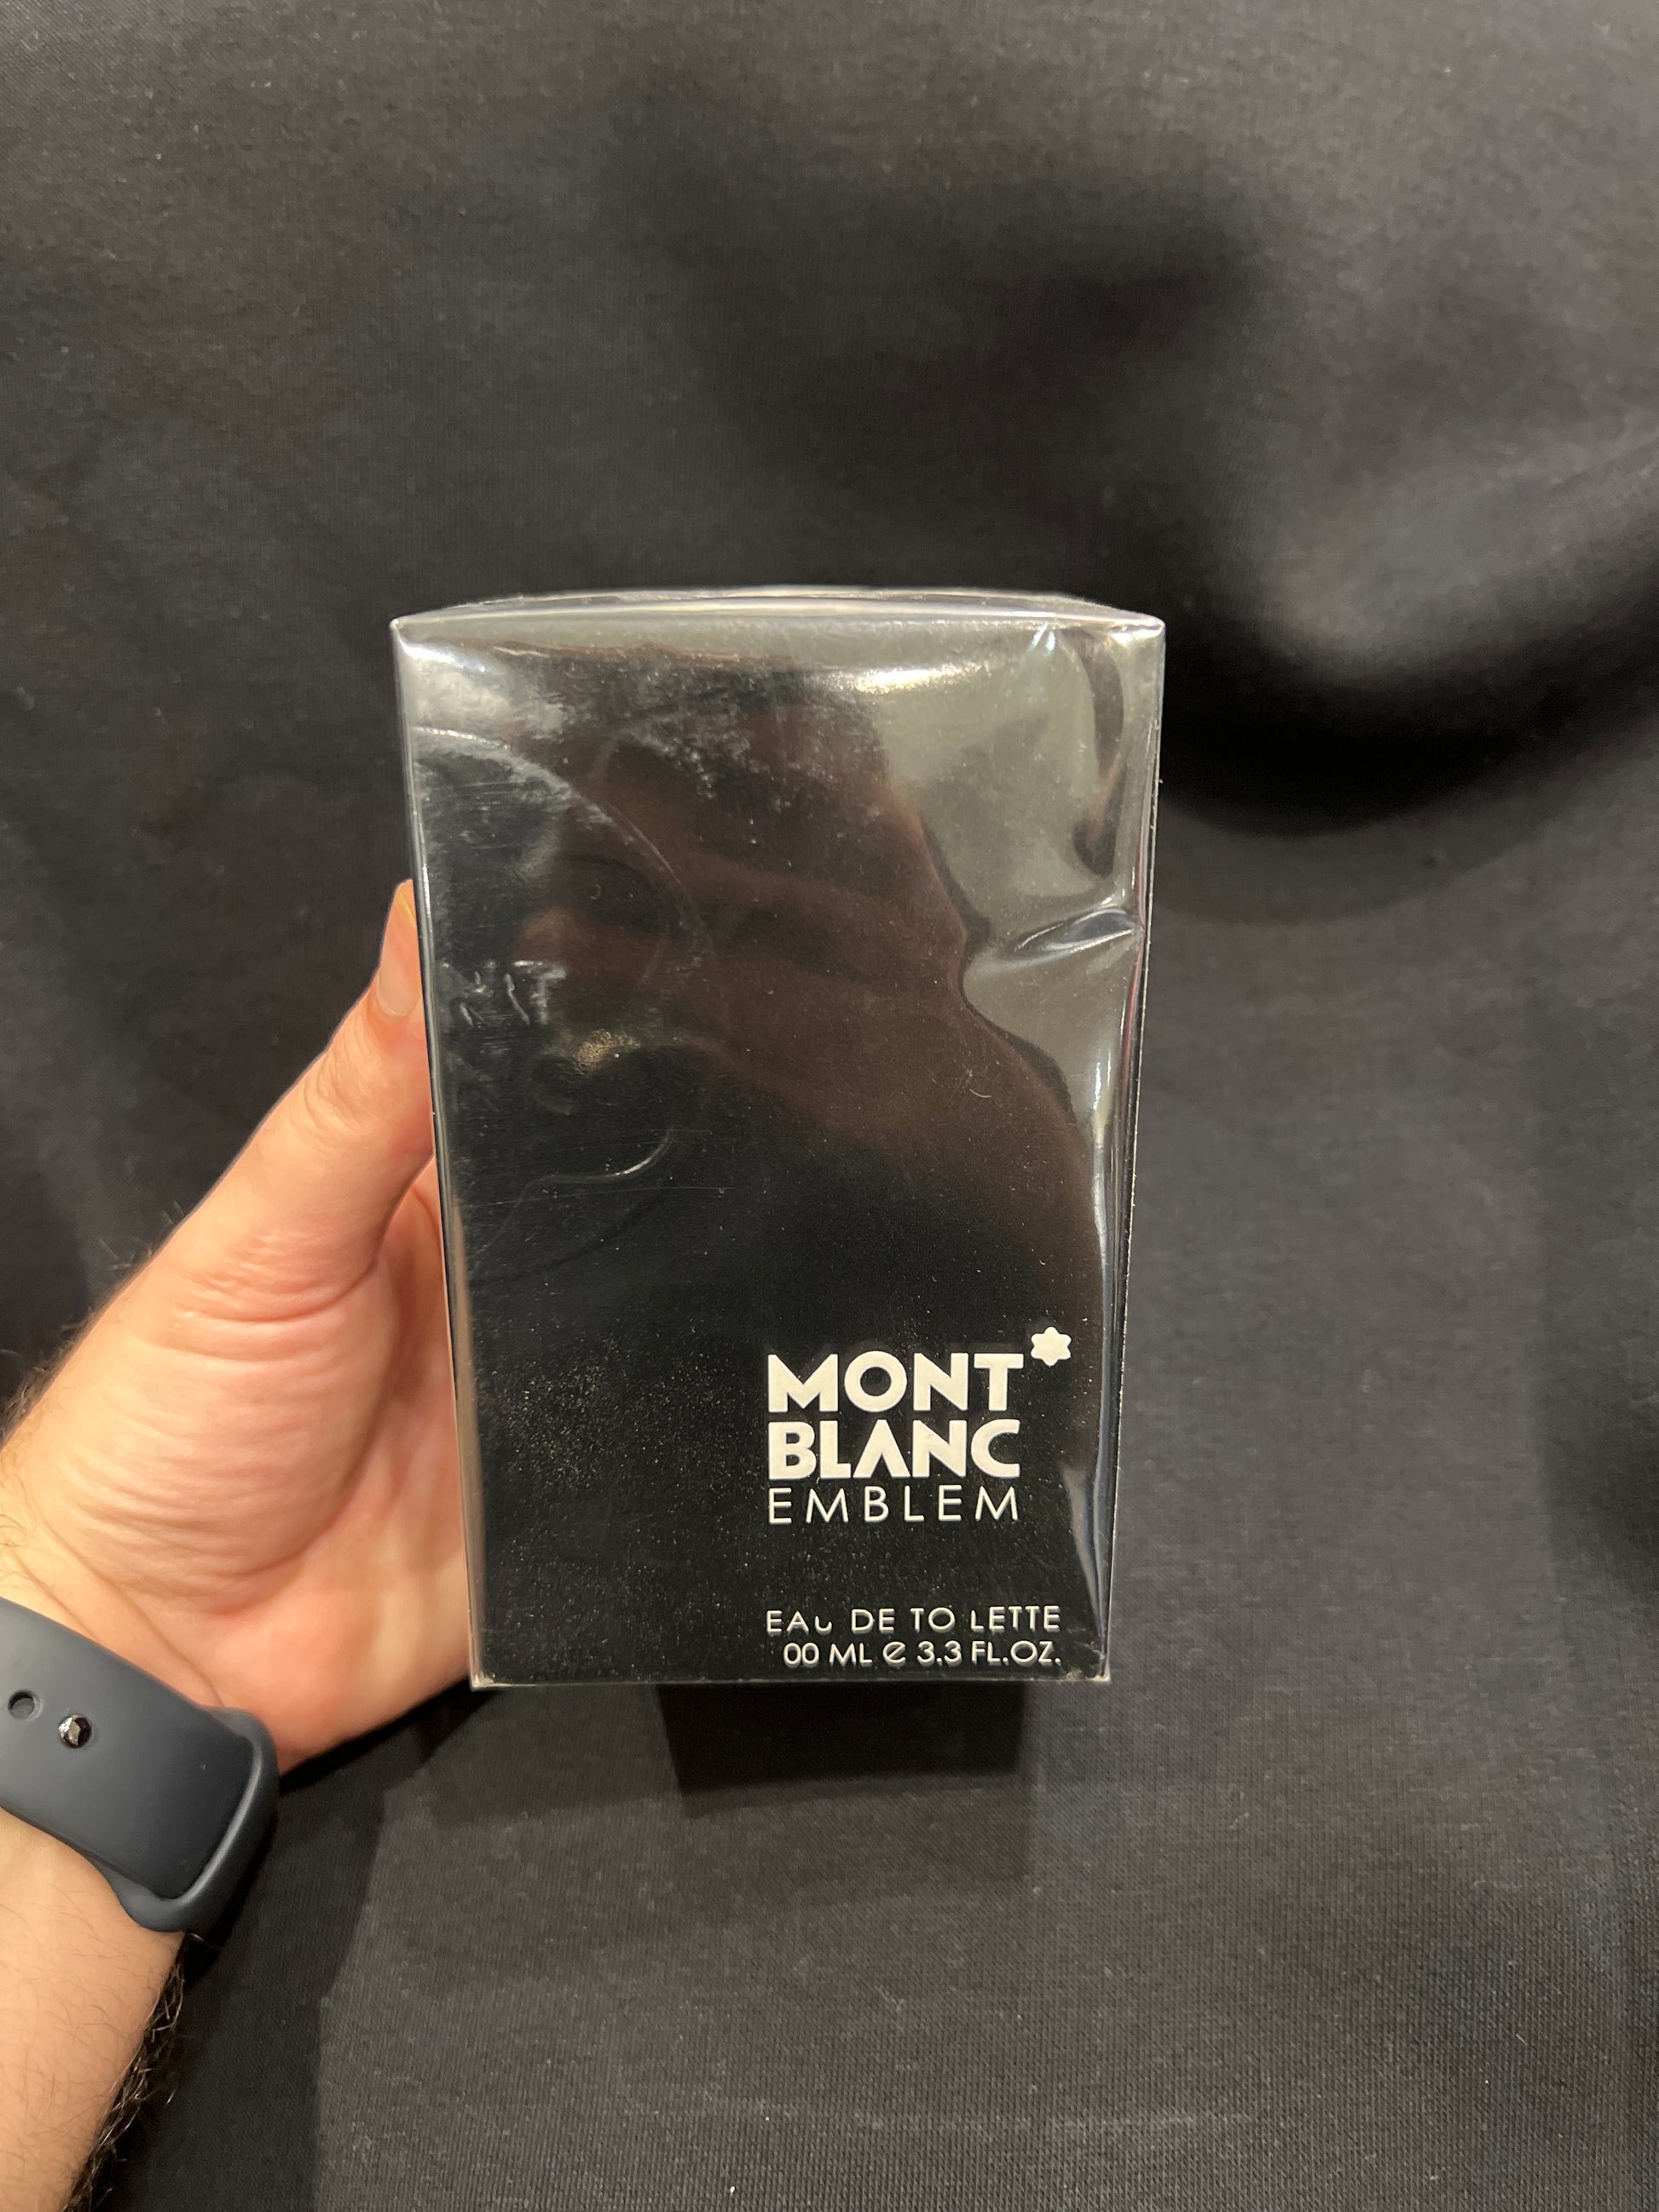 MONT
BLANC
EMBLEM
EAU DE TO LETTE
00 ML e 3.3 FL.OZ.